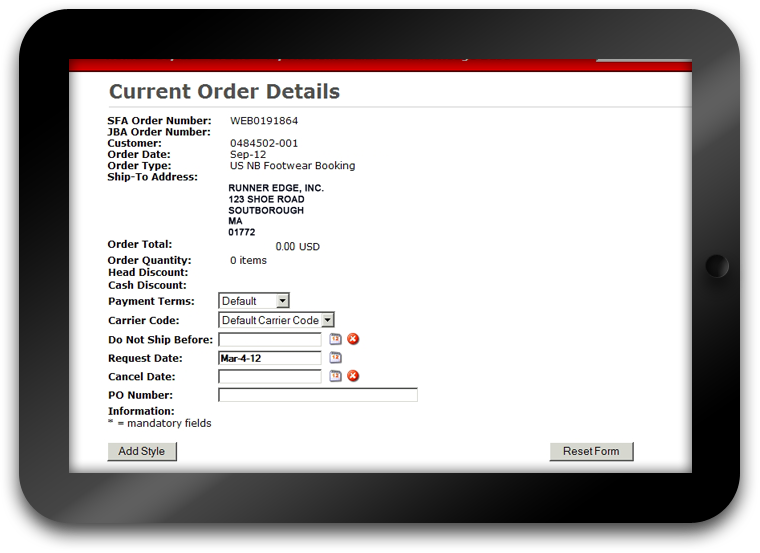 Current Order Details
SFA Order Number: WEB0191864
JBA Order Number:
Customer: 0484502-001
Order Date: Sep-12
Order Type: US NB Footwear Booking
Ship-To Address:
RUNNER EDGE, INC.
123 SHOE ROAD
SOUTBOROUGH
MA
01772
Order Total: 0.00 USD
Order Quantity: 0 items
Head Discount:
Cash Discount:
Payment Terms: Default
Carrier Code: Default Carrier Code
Do Not Ship Before:
Request Date: Mar-4-12
Cancel Date:
PO Number:
Information:
* = mandatory fields
Add Style Reset Form